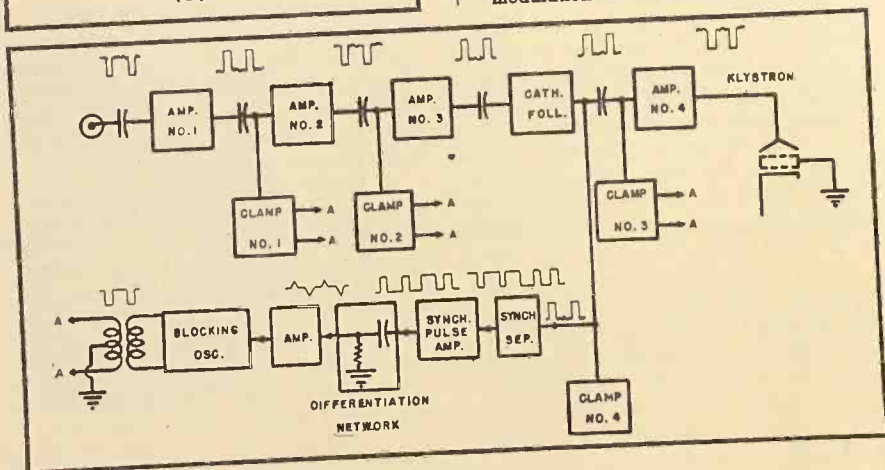 KLYSTRON
AMP.
NO.1
AMP.
NO.2
AMP.
NO.3
CATH.
FOLL.
AMP.
NO.4
CLAMP
NO.1
A
A
CLAMP
NO.2
A
A
CLAMP
NO.3
A
A
A
A
BLOCKING
OSC.
AMP.
DIFFERENTIATION
NETWORK
SYNCH.
PULSE
AMP.
SYNCH
SEP.
CLAMP
NO.4